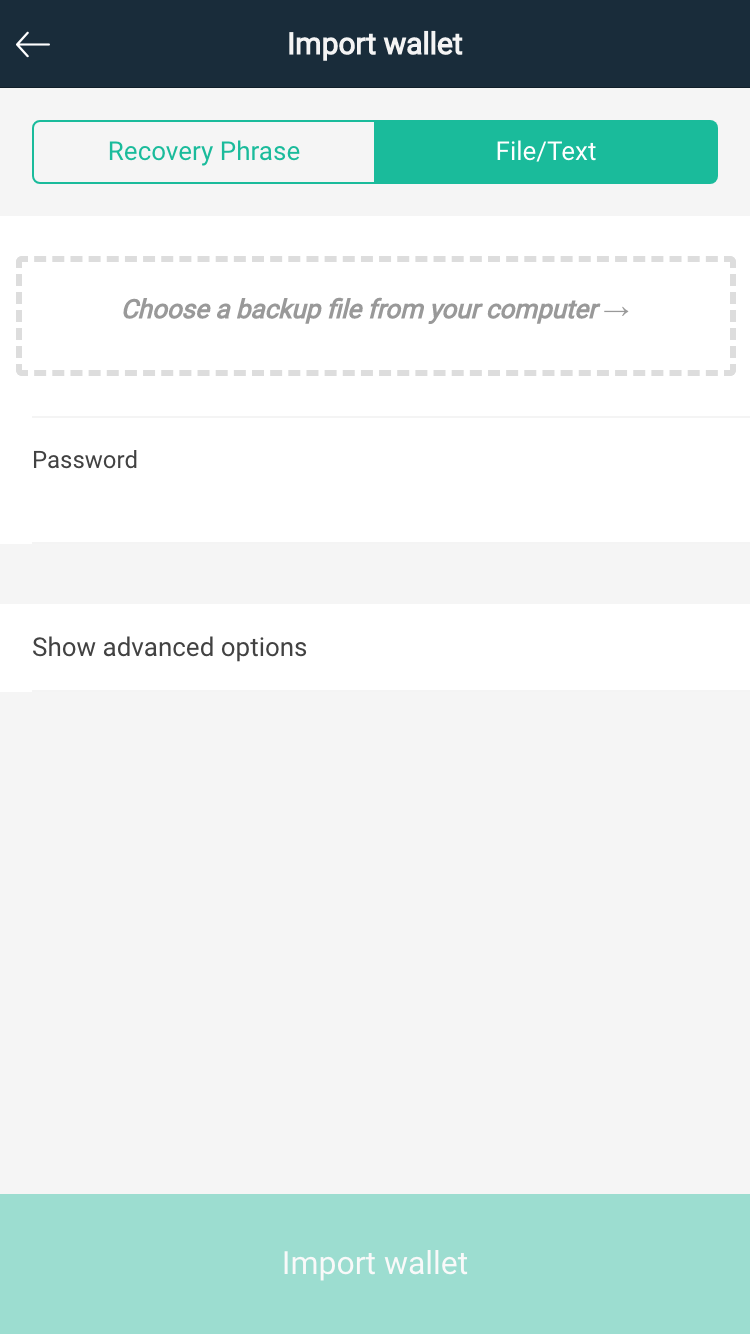 Import wallet
Recovery Phrase
File/Text
Choose a backup file from your computer→
Password
Show advanced options
Import wallet